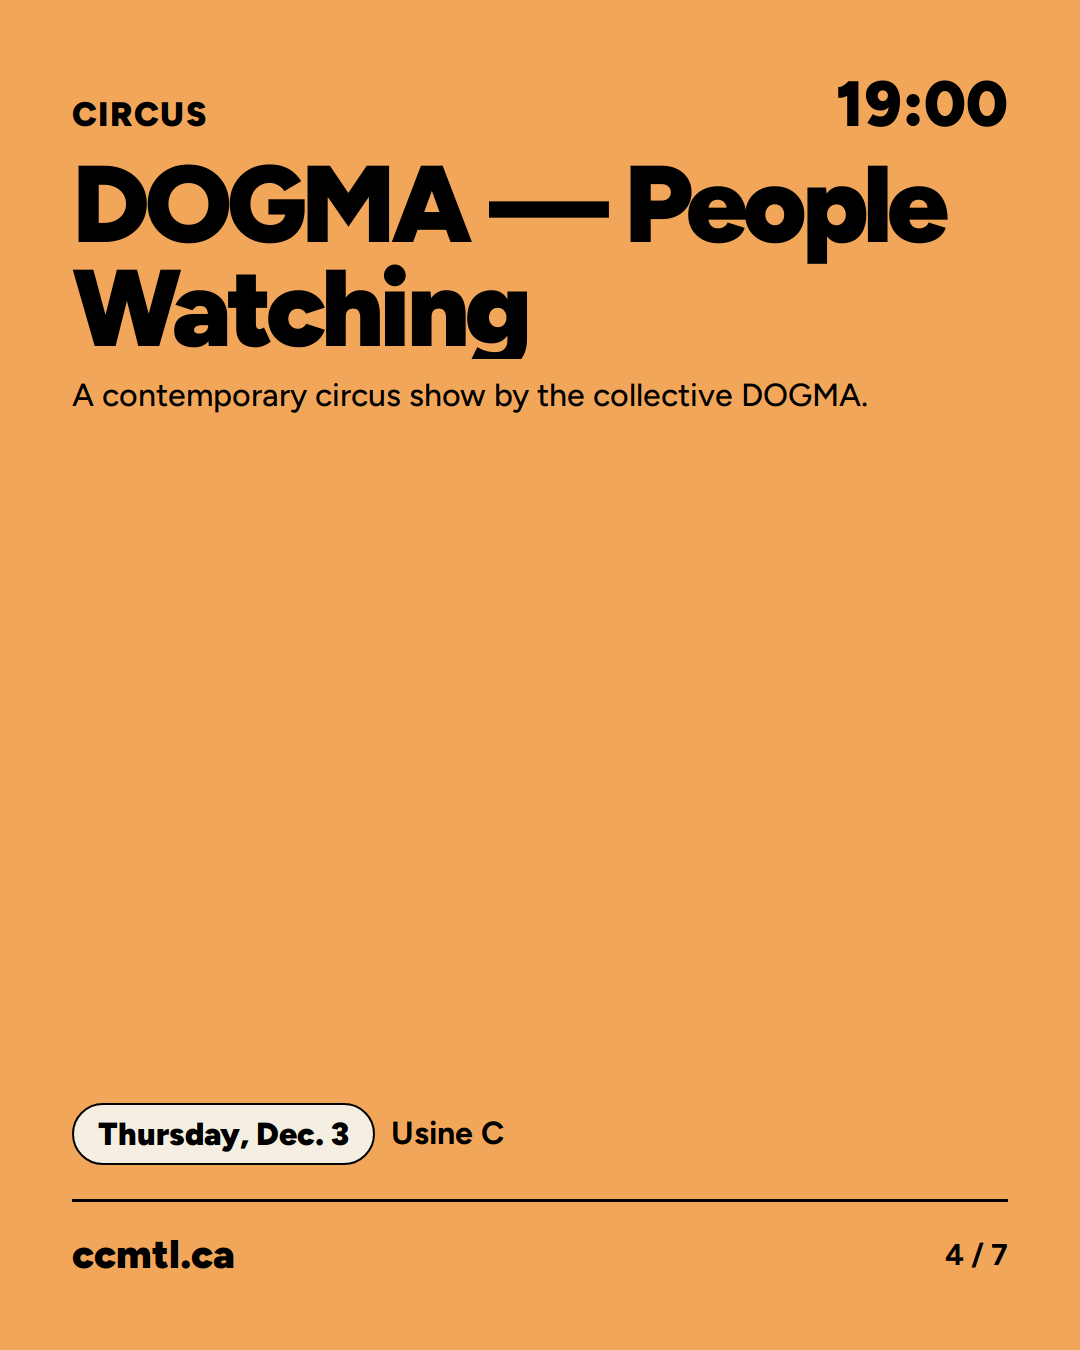 CIRCUS
19:00
DOGMA — People
Watching
A contemporary circus show by the collective DOGMA.
Thursday, Dec. 3
Usine C
ccmtl.ca
4 / 7